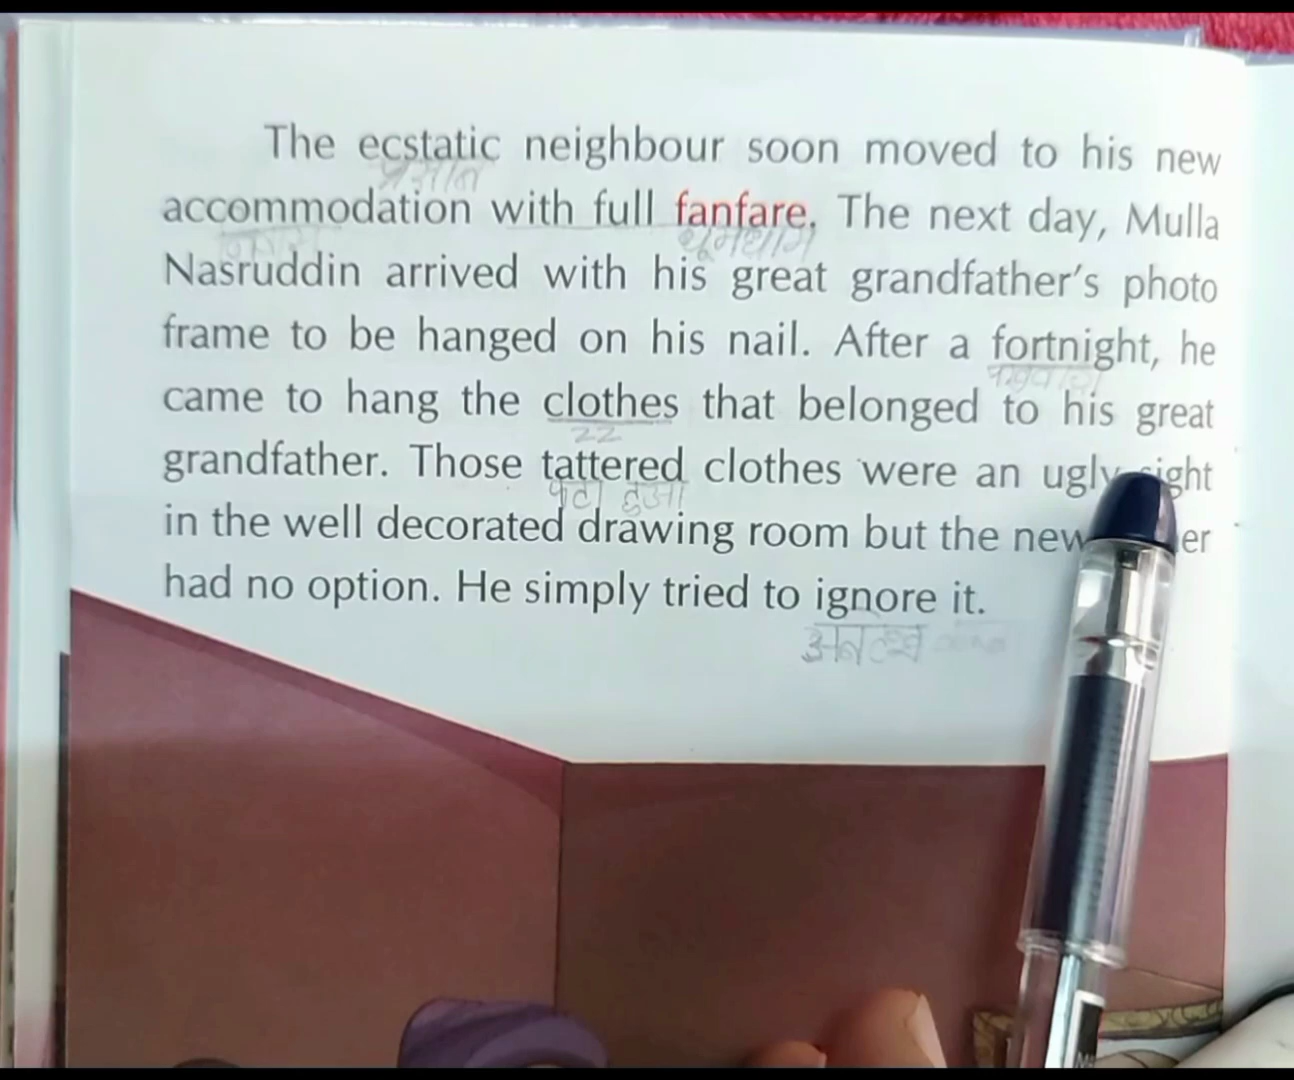 The ecstatic neighbour soon moved to his new
accommodation with full fanfare. The next day, Mulla
धूमधाम
Nasruddin arrived with his great grandfather's photo
frame to be hanged on his nail. After a fortnight, he
came to hang the clothes that belonged to his great
22
grandfather. Those tattered clothes were an ugly
फटा हुआ
in the well decorated drawing room but the new
had no option. He simply tried to ignore it.